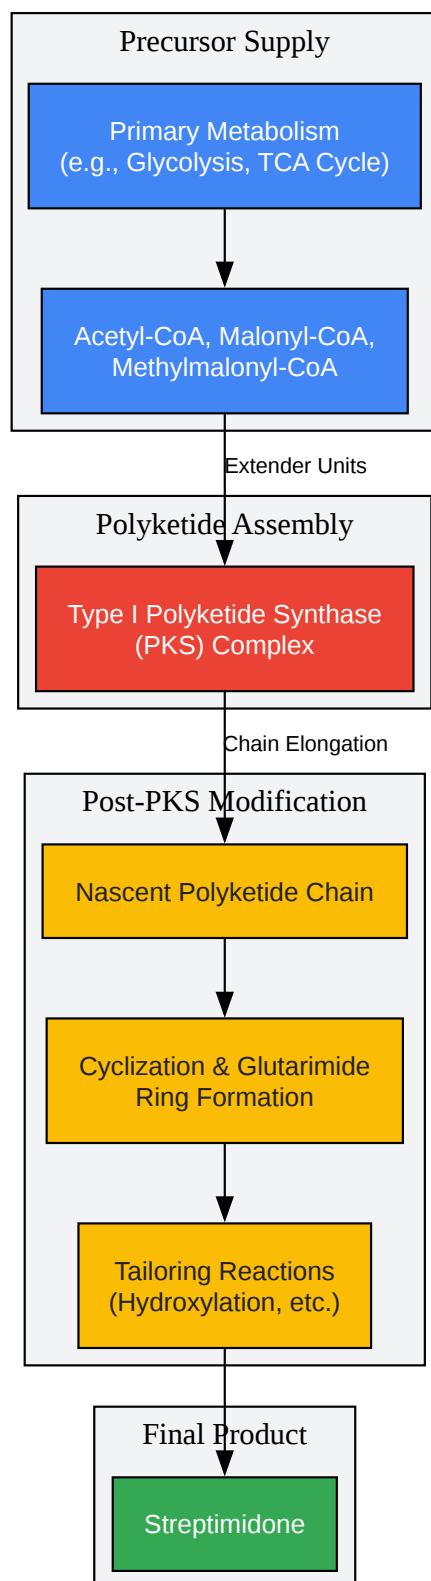 Precursor Supply
Primary Metabolism
(e.g., Glycolysis, TCA Cycle)
Acetyl-CoA, Malonyl-CoA,
Methylmalonyl-CoA
Extender Units
Polyketide Assembly
Type I Polyketide Synthase
(PKS) Complex
Chain Elongation
Post-PKS Modification
Nascent Polyketide Chain
Cyclization & Glutarimide
Ring Formation
Tailoring Reactions
(Hydroxylation, etc.)
Final Product
Streptimidone